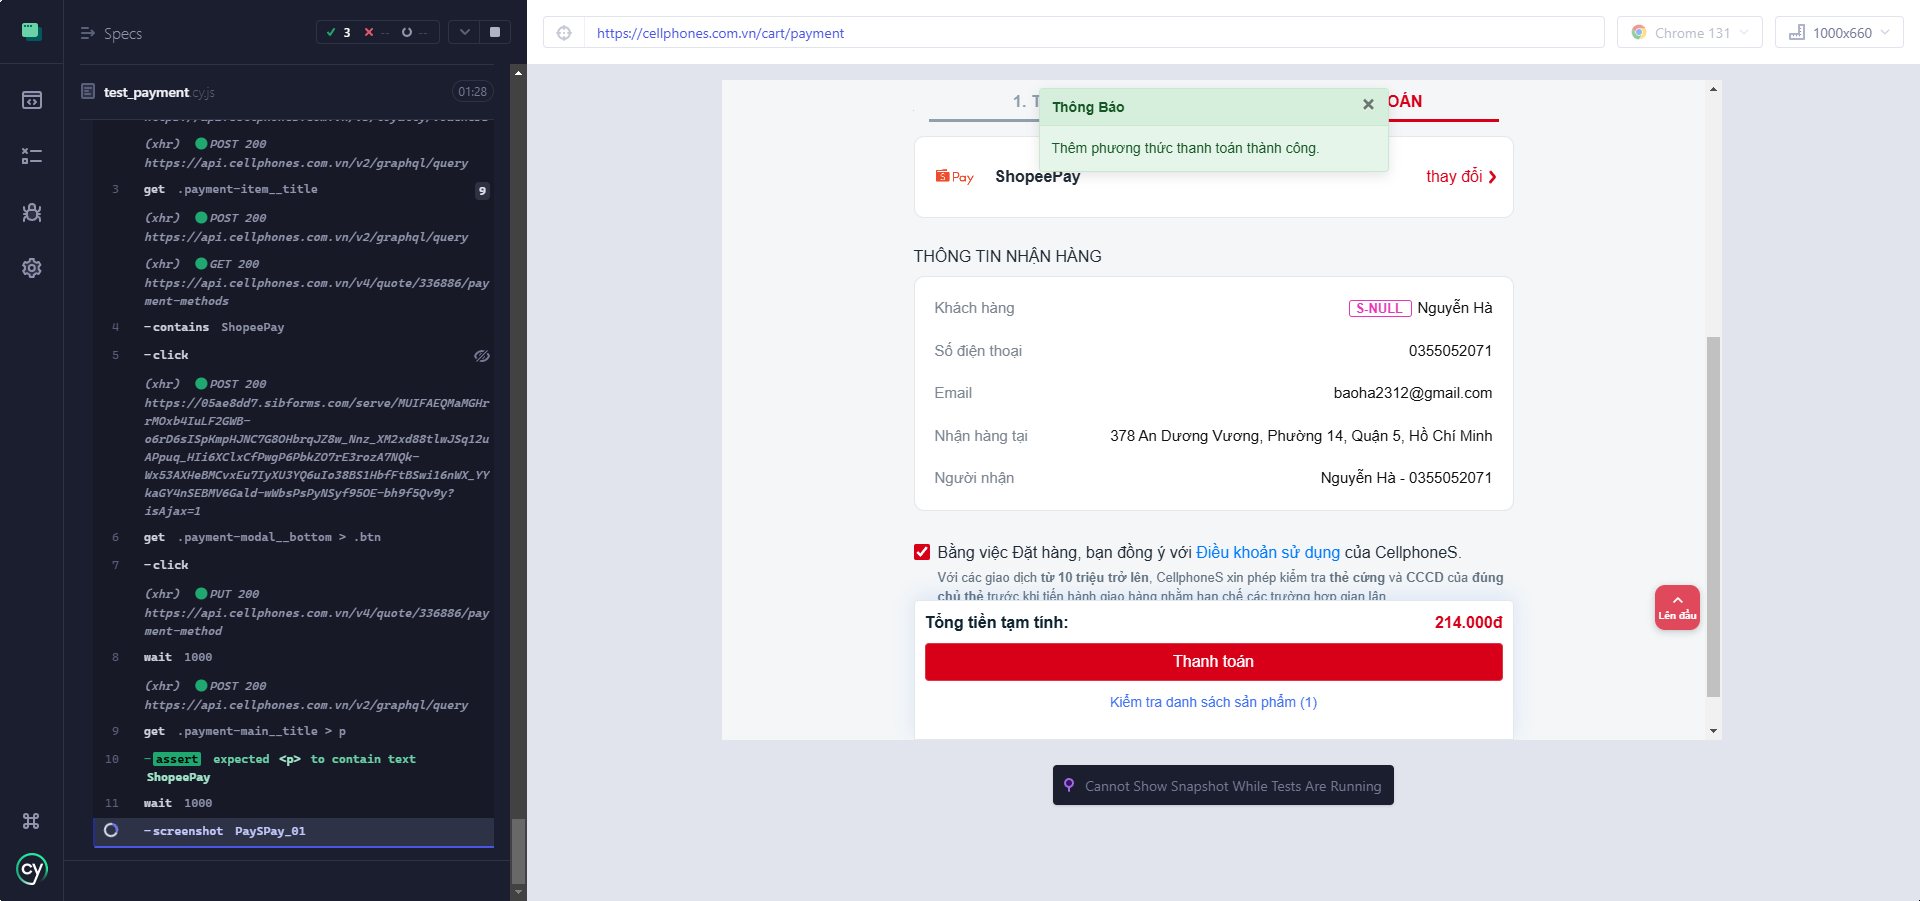 Specs
3
--
--
test_payment.cy.js
01:28
(xhr) POST 200
https://api.cellphones.com.vn/v2/graphql/query
3 get .payment-item__title 9
(xhr) POST 200
https://api.cellphones.com.vn/v2/graphql/query
(xhr) GET 200
https://api.cellphones.com.vn/v4/quote/336886/pay
ment-methods
4 -contains ShopeePay
5 -click
(xhr) POST 200
https://05ae8dd7.sibforms.com/serve/MUIFAEQMaMGHr
rMOxb4IuLF2GWB-
o6rD6sISpKmpHJNC7G8OHbrqJZ8w_Nnz_XM2xd88tlwJSq12u
APpuq_HIi6XClxCfPwgP6PbkZO7rE3rozA7NQk-
Wx53AXHeBMCvxEu7IyXU3YQ6uIo38BS1HbfFtBSwi16nWX_YY
kaGY4nSEBMV6Gald-wWbsPsPyNSyf95OE-bh9f5Qv9y?
isAjax=1
6 get .payment-modal__bottom > .btn
7 -click
(xhr) PUT 200
https://api.cellphones.com.vn/v4/quote/336886/pay
ment-method
8 wait 1000
(xhr) POST 200
https://api.cellphones.com.vn/v2/graphql/query
9 get .payment-main__title > p
10 -assert expected <p> to contain text
ShopeePay
11 wait 1000
-screenshot PaySPay_01
cy
https://cellphones.com.vn/cart/payment
Chrome 131
1000x660
1. T
OÁN
Thông Báo
Thêm phương thức thanh toán thành công.
Pay ShopeePay
thay đổi
THÔNG TIN NHẬN HÀNG
Khách hàng S-NULL Nguyễn Hà
Số điện thoại 0355052071
Email baoha2312@gmail.com
Nhận hàng tại 378 An Dương Vương, Phường 14, Quận 5, Hồ Chí Minh
Người nhận Nguyễn Hà - 0355052071
Bằng việc Đặt hàng, bạn đồng ý với Điều khoản sử dụng của CellphoneS.
Với các giao dịch từ 10 triệu trở lên, CellphoneS xin phép kiểm tra thẻ cứng và CCCD của đúng
chủ thẻ trước khi tiến hành giao hàng nhằm hạn chế các trường hợp gian lận
Tổng tiền tạm tính: 214.000đ
Thanh toán
Kiểm tra danh sách sản phẩm (1)
Lên đầu
Cannot Show Snapshot While Tests Are Running